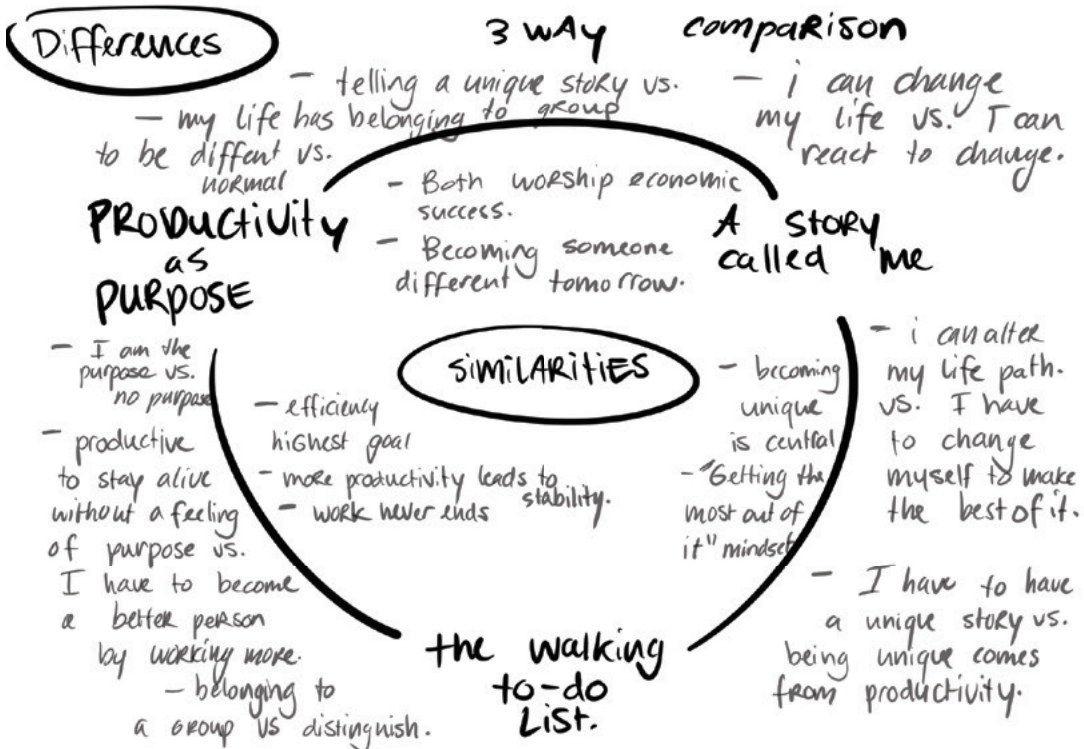 Differences
3 way comparison
- telling a unique story vs.
belonging to group
- my life has
to be diffent vs.
normal
- i can change
my life vs. I can
react to change.
- Both worship economic
success.
- Becoming someone
different tomorrow.
PRODUCTIVITY
as
PURPOSE
A STORY
called me
SIMILARITIES
- I am the
purpose vs.
no purpose
- productive
to stay alive
without a feeling
of purpose vs.
I have to become
a better person
by working more.
- belonging to
a group vs distinguish.
- efficiency
highest goal
- more productivity leads to
stability.
- work never ends
- becoming
unique
is central
- "Getting the
most out of
it" mindset
- i can alter
my life path.
vs. I have
to change
myself to make
the best of it.
- I have to have
a unique story vs.
being unique comes
from productivity.
the walking
to-do
List.